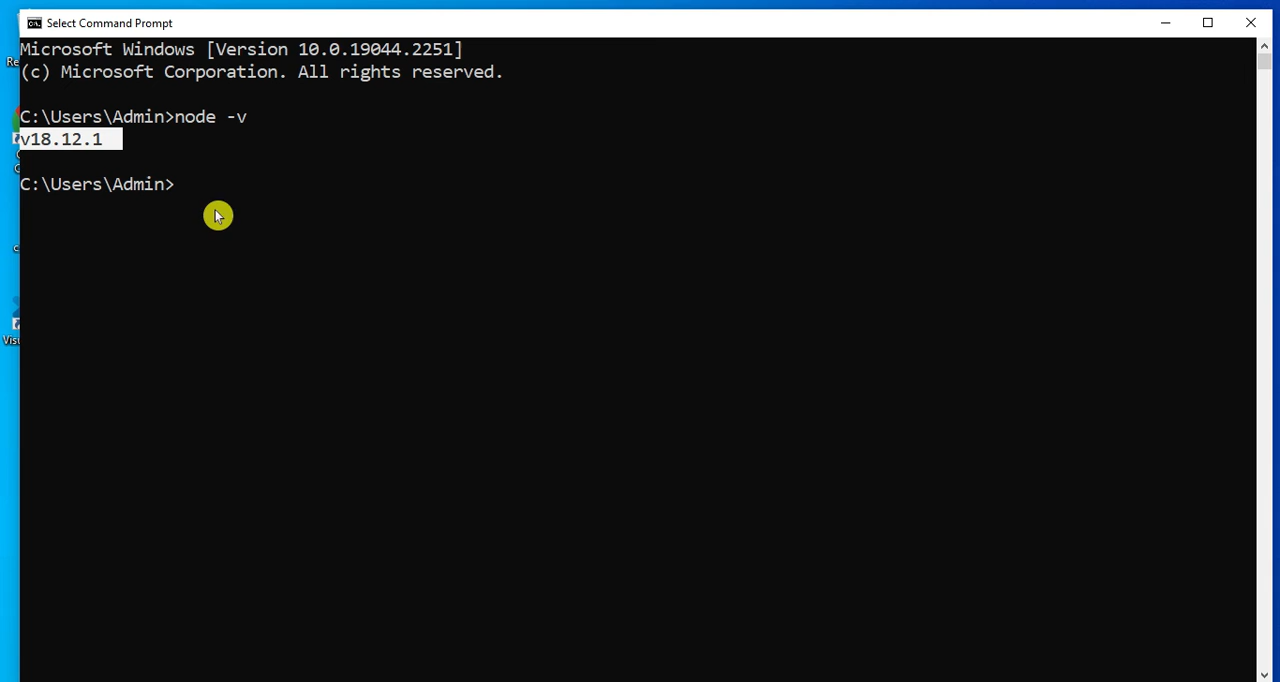 Select Command Prompt
Microsoft Windows [Version 10.0.19044.2251]
(c) Microsoft Corporation. All rights reserved.
C:\Users\Admin>node -v
v18.12.1
C:\Users\Admin>